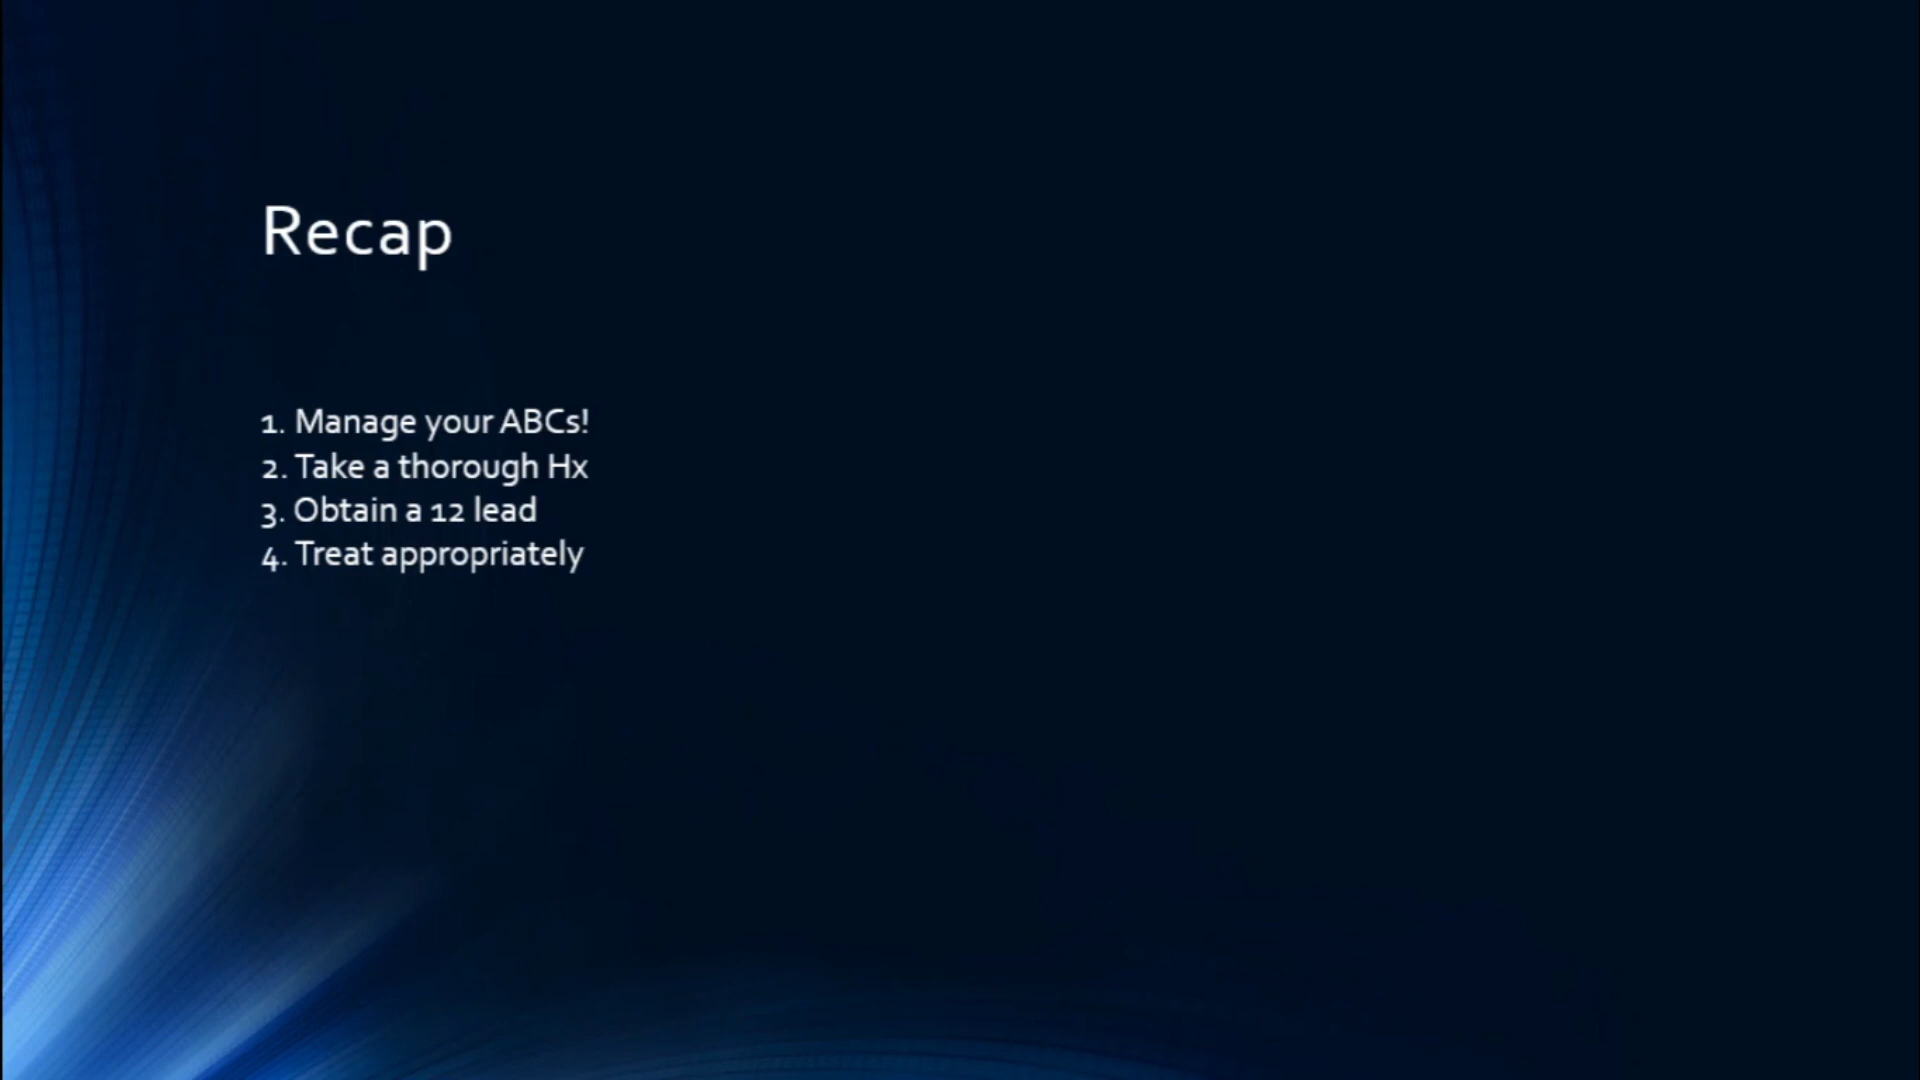 Recap
1. Manage your ABCs!
2. Take a thorough Hx
3. Obtain a 12 lead
4. Treat appropriately